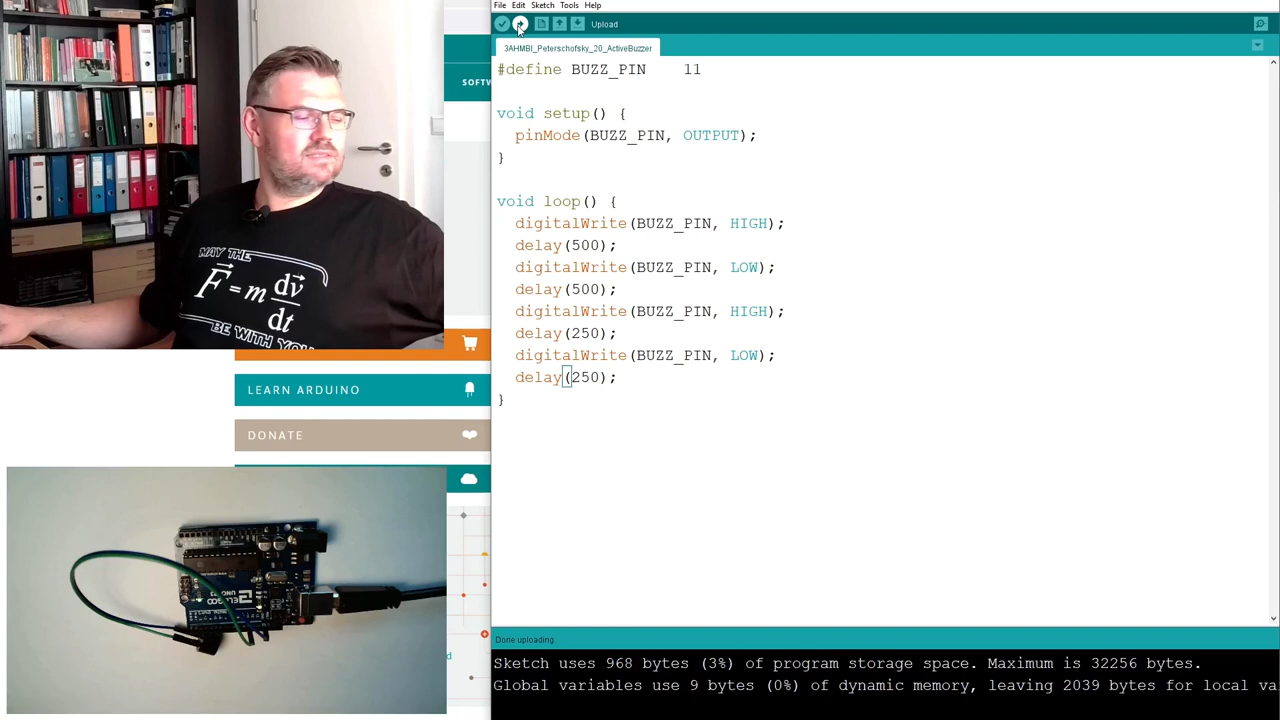 File Edit Sketch Tools Help
Upload
3AHMBI_Peterschofsky_20_ActiveBuzzer
#define BUZZ_PIN    11
void setup() {
pinMode(BUZZ_PIN, OUTPUT);
}
void loop() {
digitalWrite(BUZZ_PIN, HIGH);
delay(500);
digitalWrite(BUZZ_PIN, LOW);
delay(500);
digitalWrite(BUZZ_PIN, HIGH);
delay(250);
digitalWrite(BUZZ_PIN, LOW);
delay(250);
}
Done uploading.
Sketch uses 968 bytes (3%) of program storage space. Maximum is 32256 bytes.
Global variables use 9 bytes (0%) of dynamic memory, leaving 2039 bytes for local va
SOFTW
MAY THE
F = m dv
dt
BE WITH YOU
LEARN ARDUINO
DONATE
d